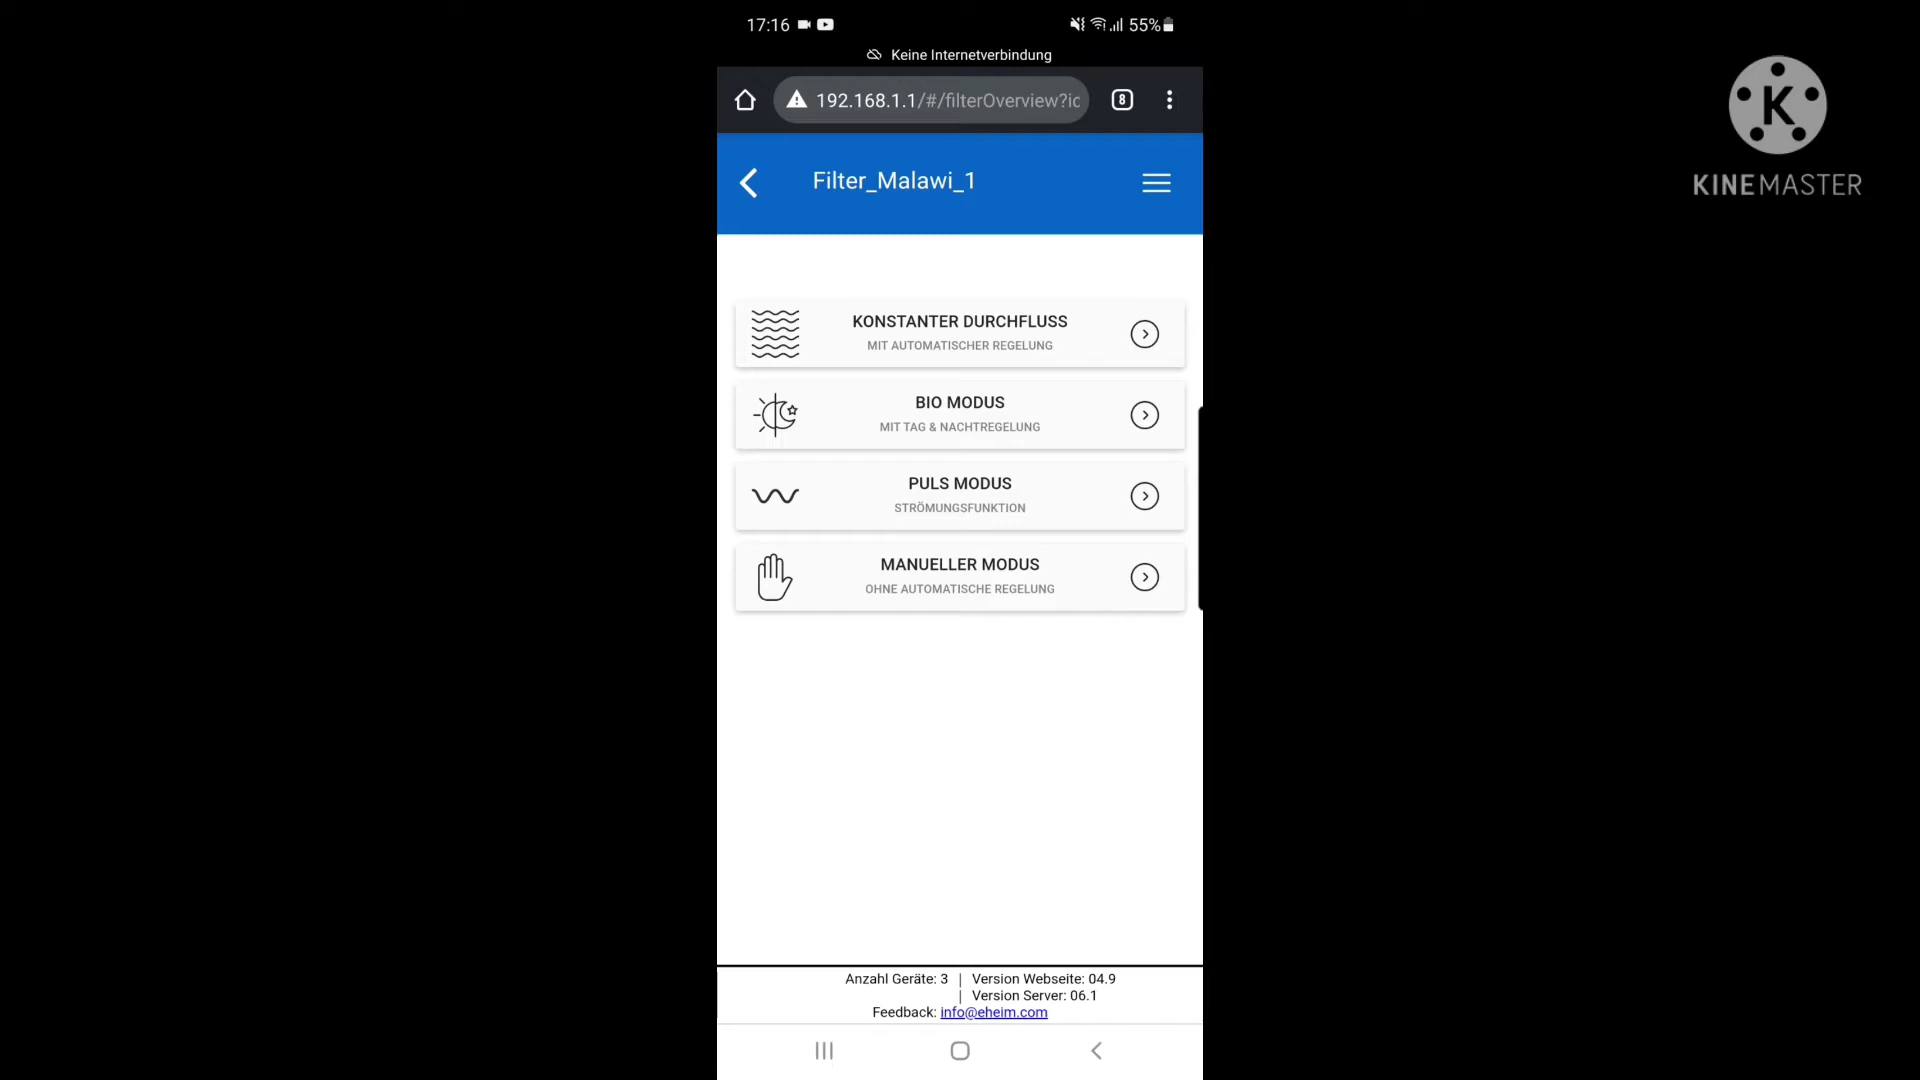 17:16 55%
Keine Internetverbindung
192.168.1.1/#/filterOverview?ic 8
Filter_Malawi_1
KONSTANTER DURCHFLUSS
MIT AUTOMATISCHER REGELUNG
BIO MODUS
MIT TAG & NACHTREGELUNG
PULS MODUS
STRÖMUNGSFUNKTION
MANUELLER MODUS
OHNE AUTOMATISCHE REGELUNG
Anzahl Geräte: 3 | Version Webseite: 04.9
| Version Server: 06.1
Feedback: info@eheim.com
K
KINEMASTER